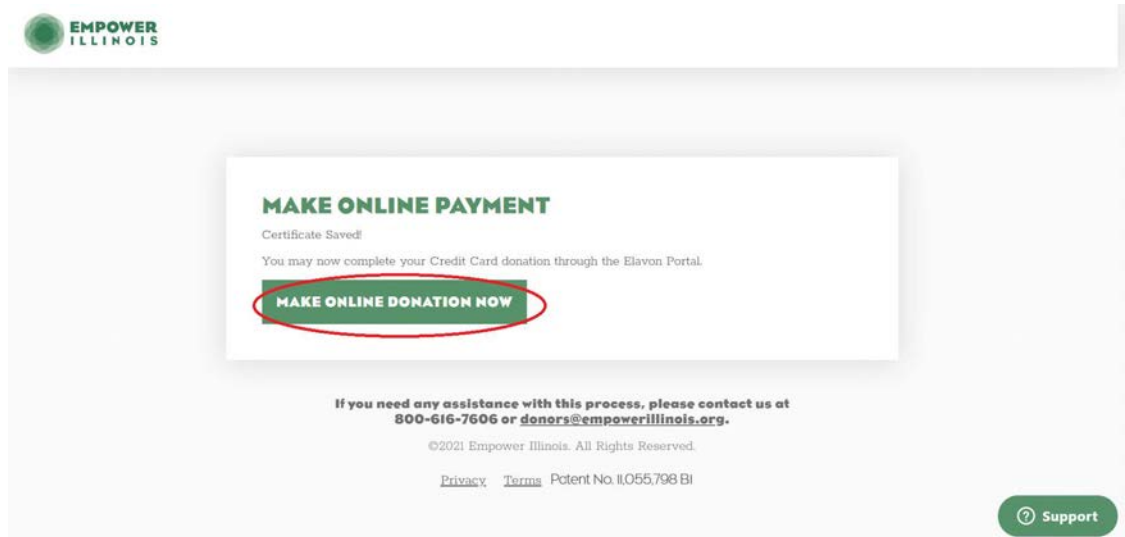 EMPOWER
ILLINOIS
MAKE ONLINE PAYMENT
Certificate Saved!
You may now complete your Credit Card donation through the Elavon Portal.
MAKE ONLINE DONATION NOW
If you need any assistance with this process, please contact us at
800-616-7606 or donors@empowerillinois.org.
©2021 Empower Illinois. All Rights Reserved.
Privacy Terms Patent No. 11,055,798 B1
Support